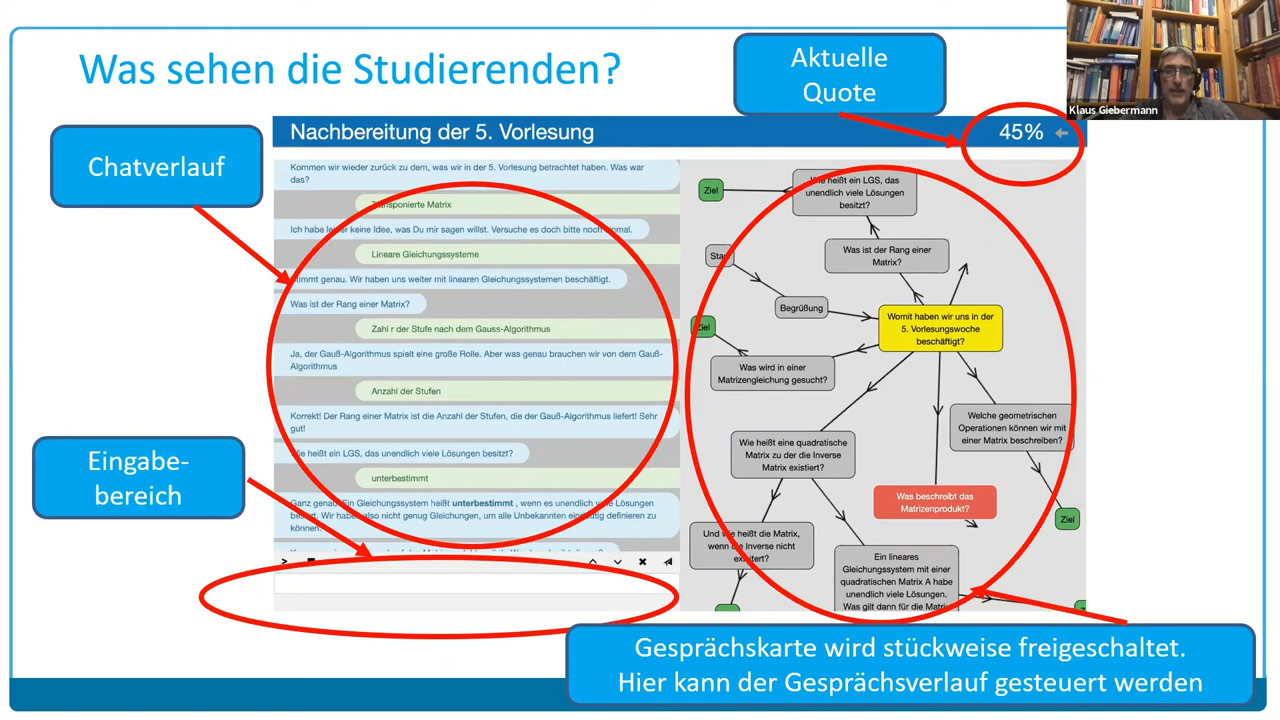 Was sehen die Studierenden?
Aktuelle
Quote
Klaus Giebermann
Chatverlauf
Nachbereitung der 5. Vorlesung
45%
Kommen wir wieder zurück zu dem, was wir in der 5. Vorlesung betrachtet haben. Was war
das?
Transponierte Matrix
Ich habe leider keine Idee, was Du mir sagen willst. Versuche es doch bitte noch einmal.
Lineare Gleichungssysteme
Stimmt genau. Wir haben uns weiter mit linearen Gleichungssystemen beschäftigt.
Was ist der Rang einer Matrix?
Zahl r der Stufe nach dem Gauss-Algorithmus
Ja, der Gauß-Algorithmus spielt eine große Rolle. Aber was genau brauchen wir von dem Gauß-
Algorithmus
Anzahl der Stufen
Korrekt! Der Rang einer Matrix ist die Anzahl der Stufen, die der Gauß-Algorithmus liefert! Sehr
gut!
Wie heißt ein LGS, das unendlich viele Lösungen besitzt?
unterbestimmt
Ganz genau. Ein Gleichungssystem heißt unterbestimmt , wenn es unendlich viele Lösungen
besitzt. Wir haben also nicht genug Gleichungen, um alle Unbekannten eindeutig definieren zu
können.
Eingabe-
bereich
Ziel
Wie heißt ein LGS, das
unendlich viele Lösungen
besitzt?
Was ist der Rang einer
Matrix?
Start
Begrüßung
Womit haben wir uns in der
5. Vorlesungswoche
beschäftigt?
Ziel
Was wird in einer
Matrizengleichung gesucht?
Welche geometrischen
Operationen können wir mit
einer Matrix beschreiben?
Wie heißt eine quadratische
Matrix zu der die Inverse
Matrix existiert?
Was beschreibt das
Matrizenprodukt?
Ziel
Und wie heißt die Matrix,
wenn die Inverse nicht
existiert?
Ein lineares
Gleichungssystem mit einer
quadratischen Matrix A habe
unendlich viele Lösungen.
Was gilt dann für die Matrix
Gesprächskarte wird stückweise freigeschaltet.
Hier kann der Gesprächsverlauf gesteuert werden